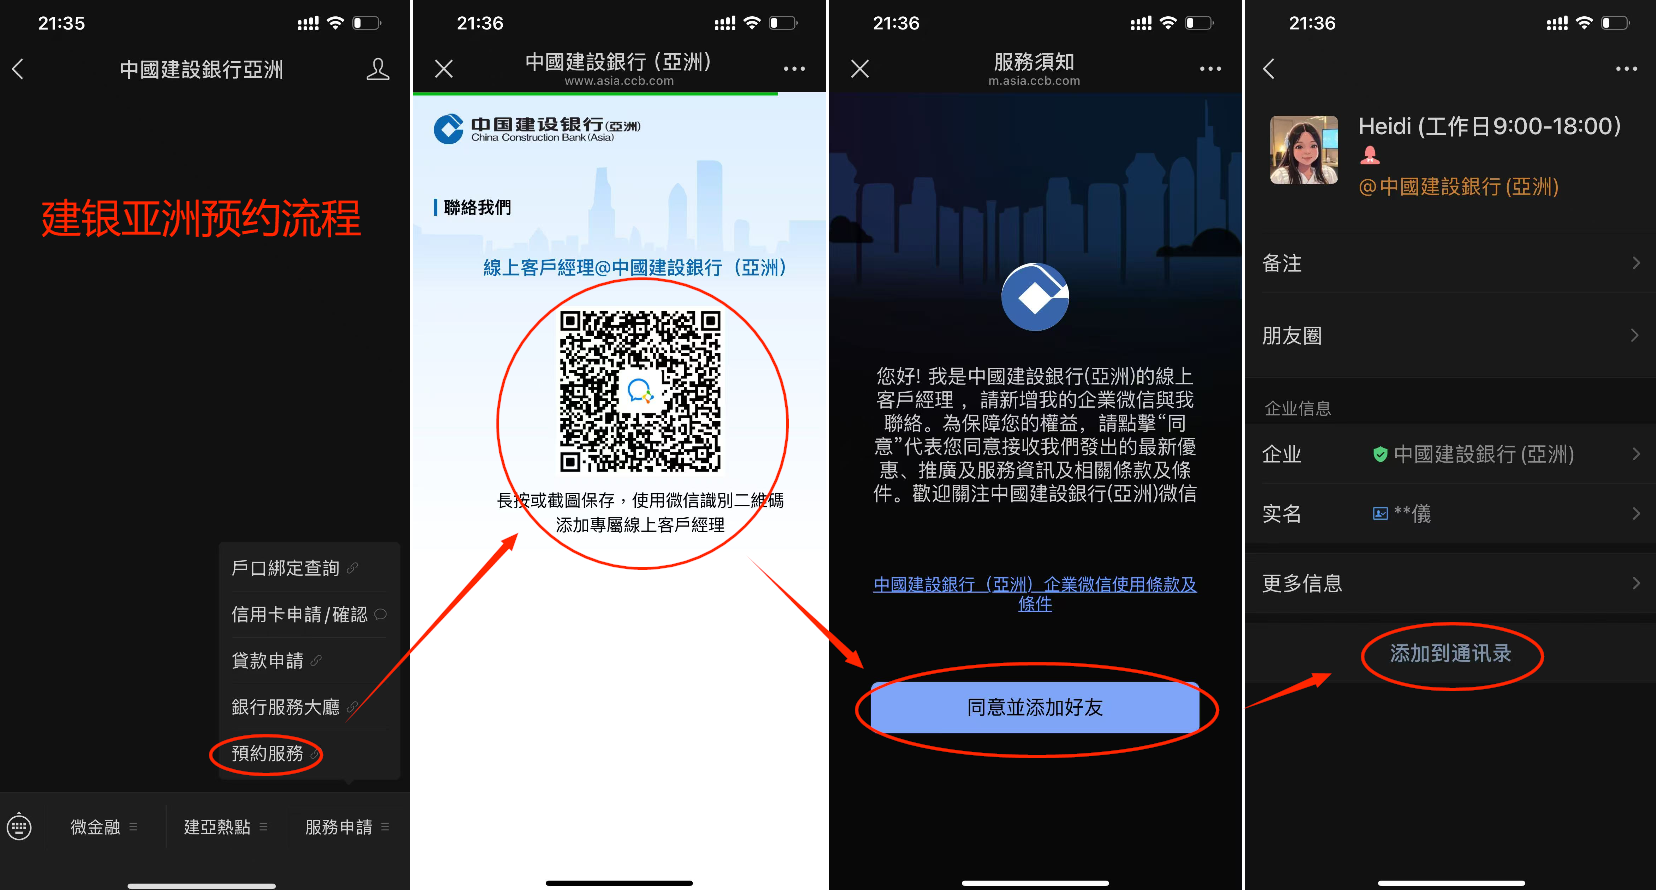 21:35
中國建設銀行亞洲
建银亚洲预约流程
戶口綁定查詢
信用卡申請/確認
貸款申請
銀行服務大廳
預約服務
微金融
建亞熱點
服務申請
21:36
中國建設銀行（亞洲）
www.asia.ccb.com
中国建设银行(亞洲)
China Construction Bank (Asia)
聯絡我們
線上客戶經理@中國建設銀行（亞洲）
長按或截圖保存，使用微信識別二維碼
添加專屬線上客戶經理
21:36
服務須知
m.asia.ccb.com
您好! 我是中國建設銀行(亞洲)的線上
客戶經理 ，請新增我的企業微信與我
聯絡。為保障您的權益，請點擊“同
意”代表您同意接收我們發出的最新優
惠、推廣及服務資訊及相關條款及條
件。歡迎關注中國建設銀行(亞洲)微信
中國建設銀行（亞洲）企業微信使用條款及
條件
同意並添加好友
21:36
Heidi (工作日9:00-18:00)
@中國建設銀行(亞洲)
备注
朋友圈
企业信息
企业
中國建設銀行(亞洲)
实名
**儀
更多信息
添加到通讯录